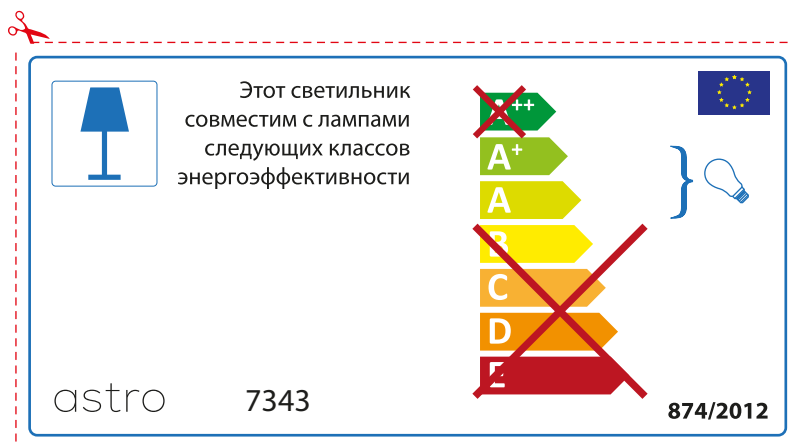 Этот светильник
совместим с лампами
следующих классов
энергоэффективности
A++
A+
A
B
C
D
E
astro
7343
874/2012